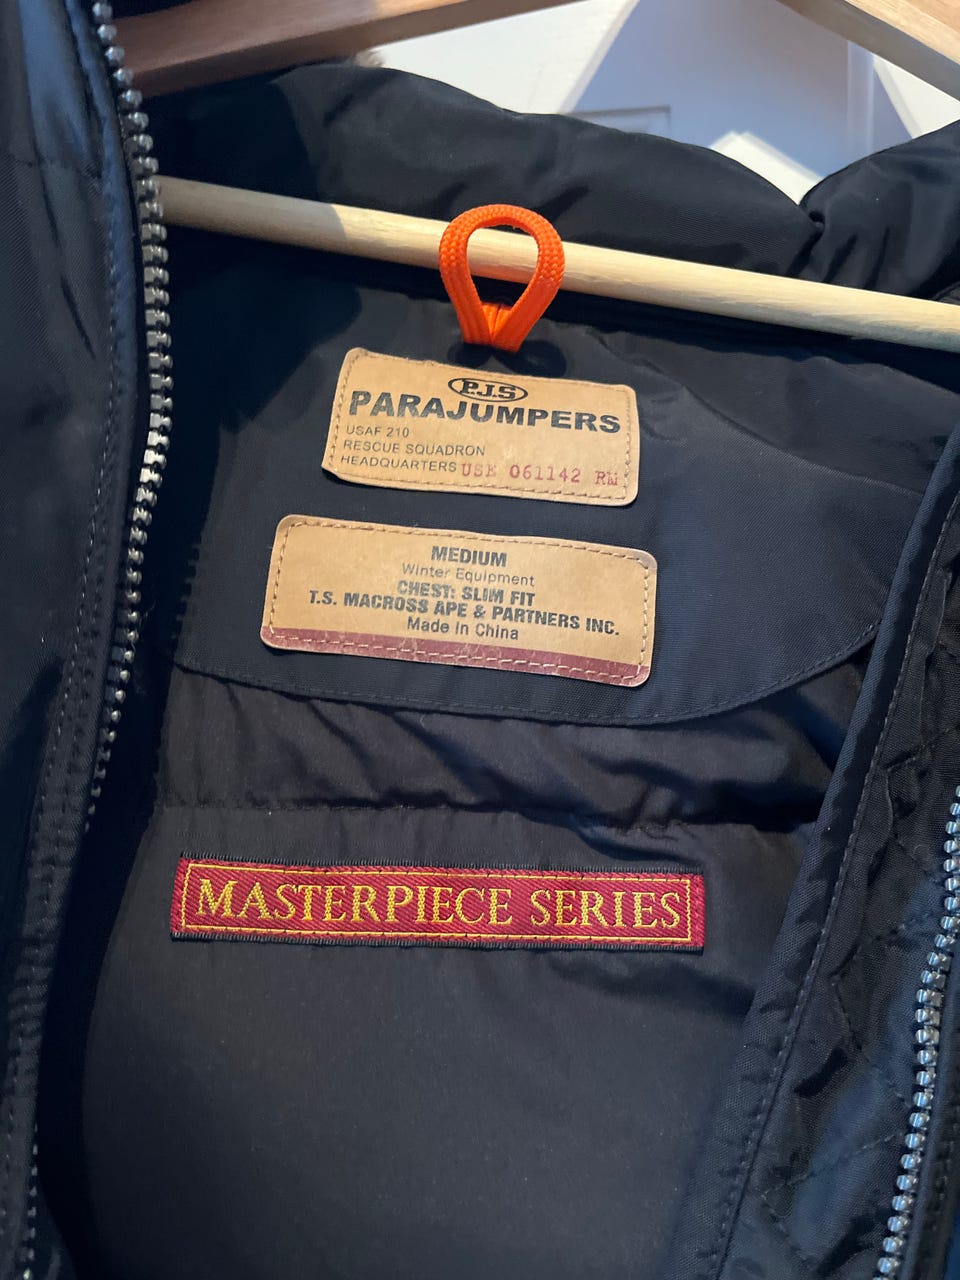 P.J.S
PARAJUMPERS
USAF 210
RESCUE SQUADRON
HEADQUARTERS USE 061142 RW
MEDIUM
Winter Equipment
CHEST: SLIM FIT
T.S. MACROSS APE & PARTNERS INC.
Made In China
MASTERPIECE SERIES